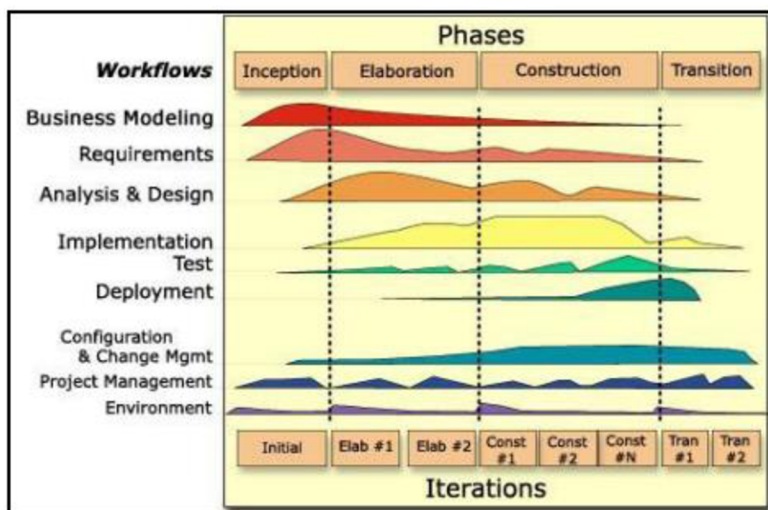 Phases
Workflows Inception Elaboration Construction Transition
Business Modeling
Requirements
Analysis & Design
Implementation
Test
Deployment
Configuration
& Change Mgmt
Project Management
Environment
Initial Elab #1 Elab #2 Const #1 Const #2 Const #N Tran #1 Tran #2
Iterations